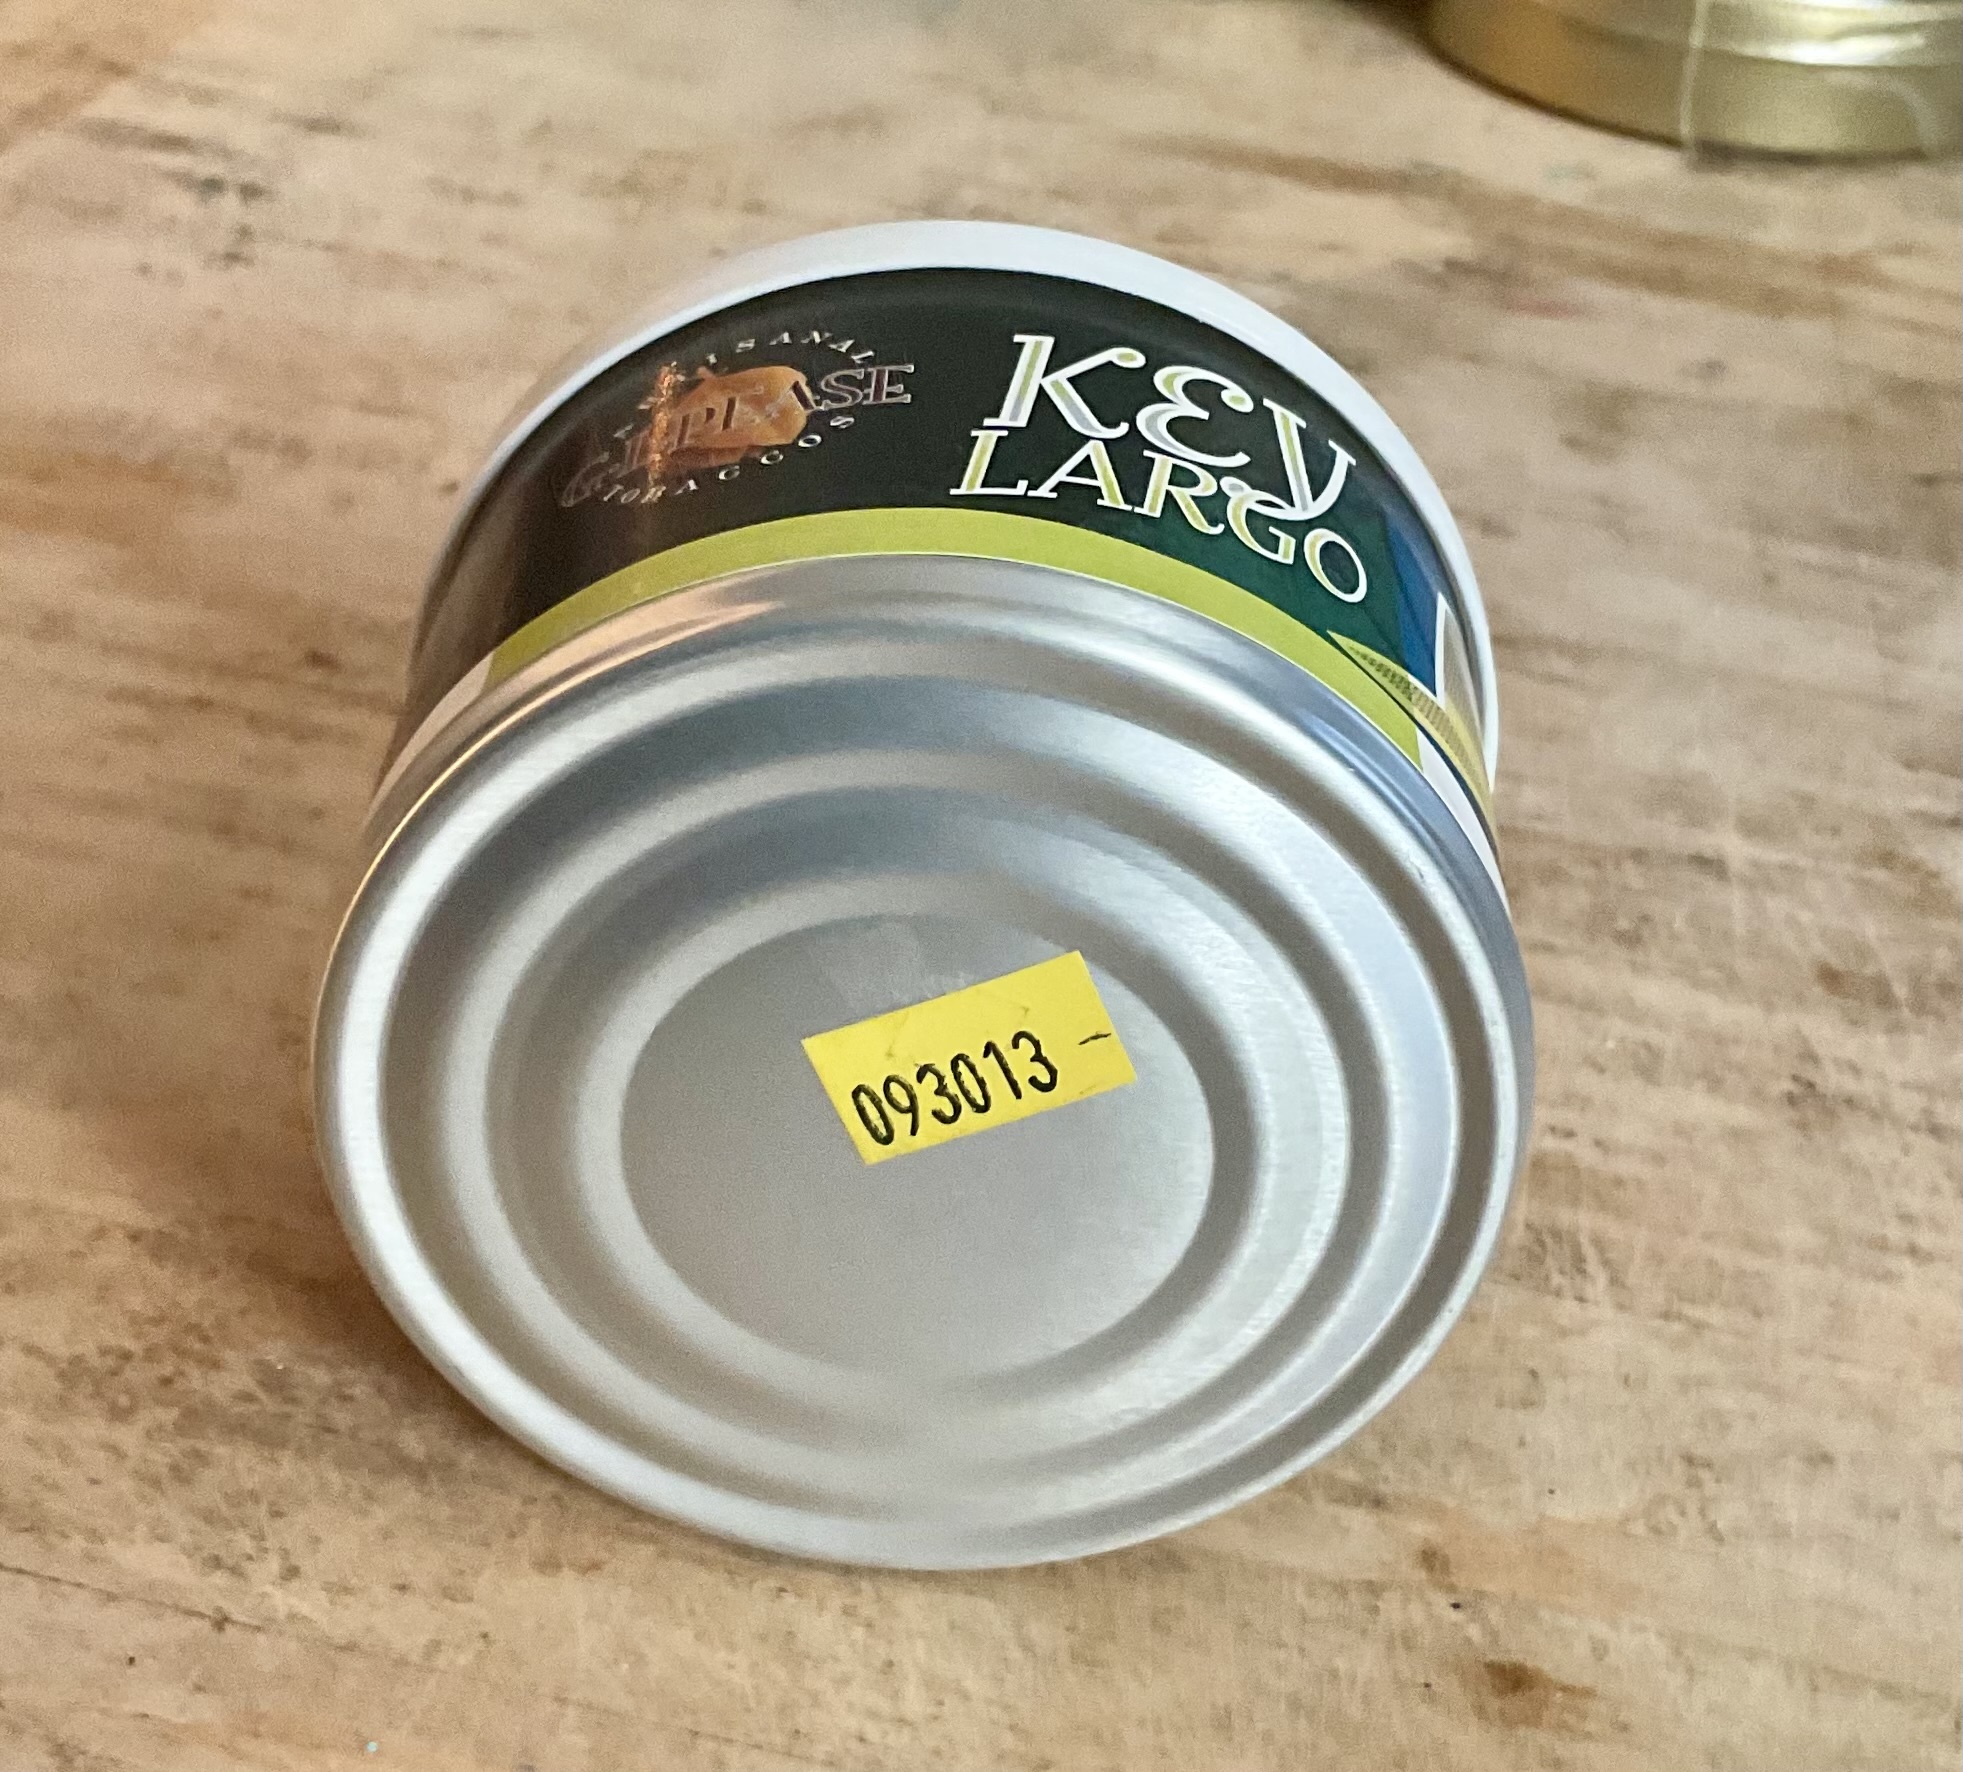 ARTISANAL
G.L.PEASE
TOBACCOS
KEY
LARGO
093013 -